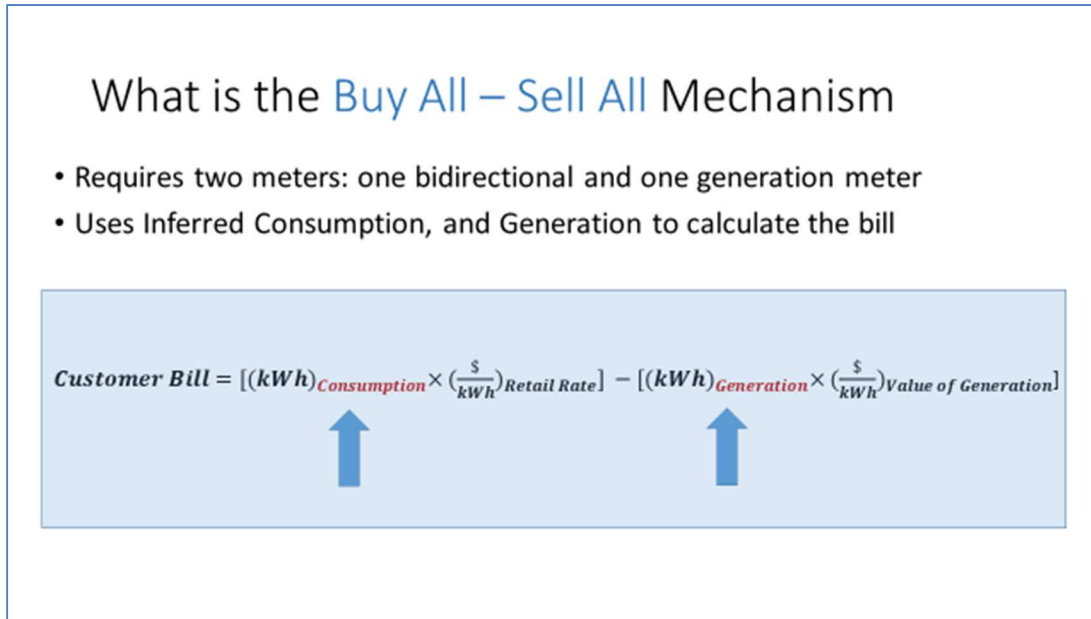 What is the Buy All – Sell All Mechanism
• Requires two meters: one bidirectional and one generation meter
• Uses Inferred Consumption, and Generation to calculate the bill
Customer Bill = [(kWh)Consumption × ($/kWh)Retail Rate] − [(kWh)Generation × ($/kWh)Value of Generation]